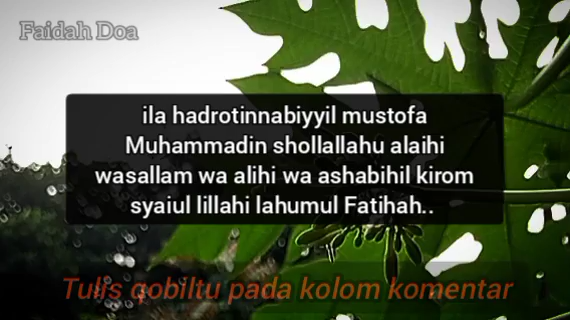 Faidah Doa
ila hadrotinnabiyyil mustofa
Muhammadin shollallahu alaihi
wasallam wa alihi wa ashabihil kirom
syaiul lillahi lahumul Fatihah..
Tulis qobiltu pada kolom komentar